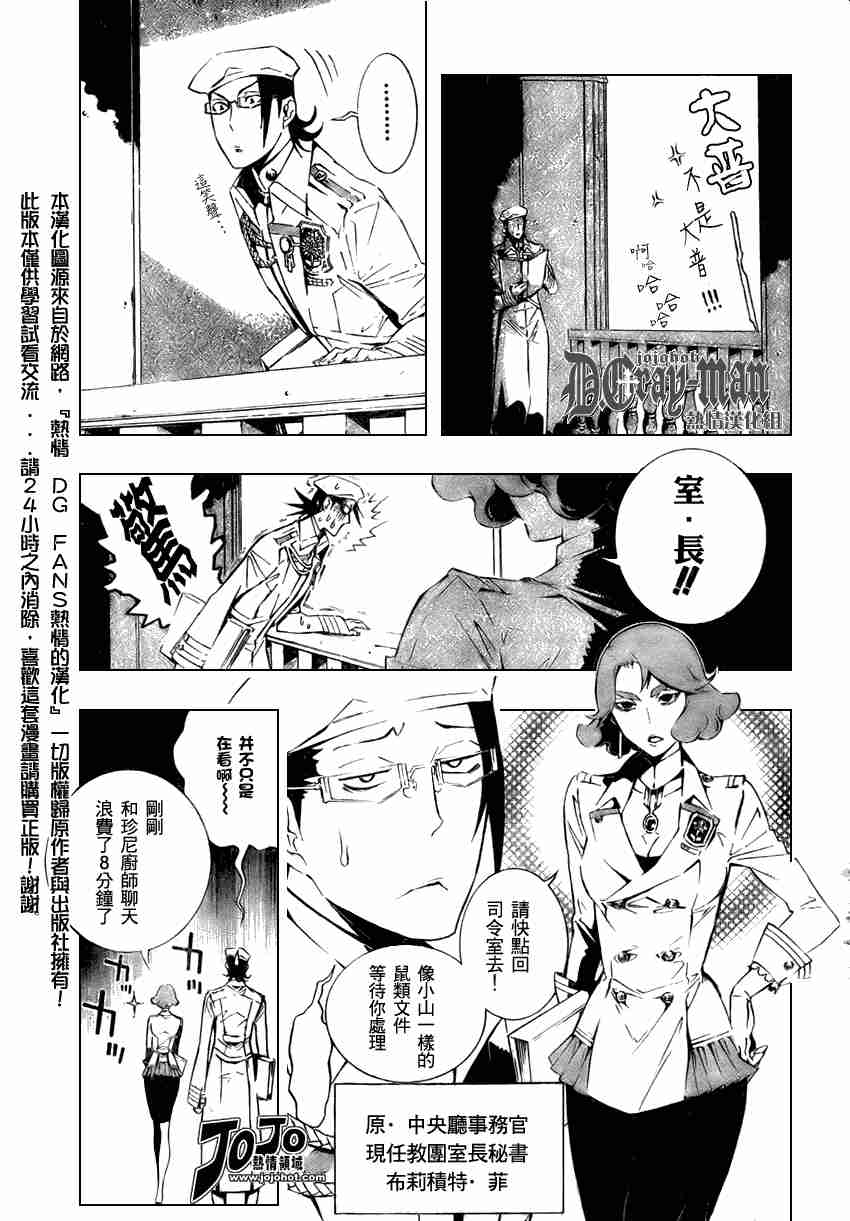 大普
不是
大普!!!
啊哈
哈
哈
哈
jojohot
D Gray-man
熱情漢化組
………
這笑聲…
室·長!!
驚
請快點回
司令室去!
像小山一樣的
鼠類文件
等待你處理
原·中央廳事務官
現任教團室長秘書
布莉積特·菲
并不只是
在看啊~~~
剛剛
和珍尼廚師聊天
浪費了8分鐘了
JOJO
熱情領域
www.jojohot.com
本漢化圖源來自於網路,『熱情 DG FANS熱情的漢化』一切版權歸原作者與出版社擁有!
此版本僅供學習試看交流...請24小時之內消除,喜歡這套漫畫請購買正版!謝謝。